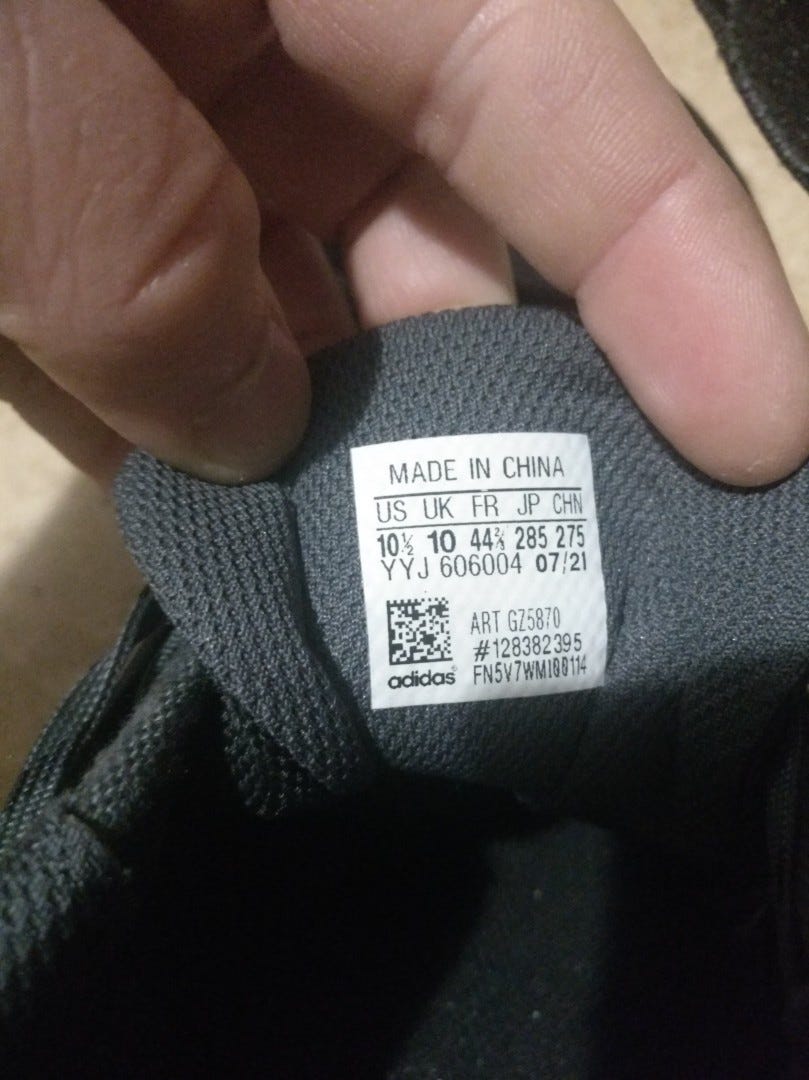 MADE IN CHINA
US UK FR JP CHN
10½ 10 44⅔ 285 275
YYJ 606004 07/21
ART GZ5870
#128382395
adidas FN5V7WM100114